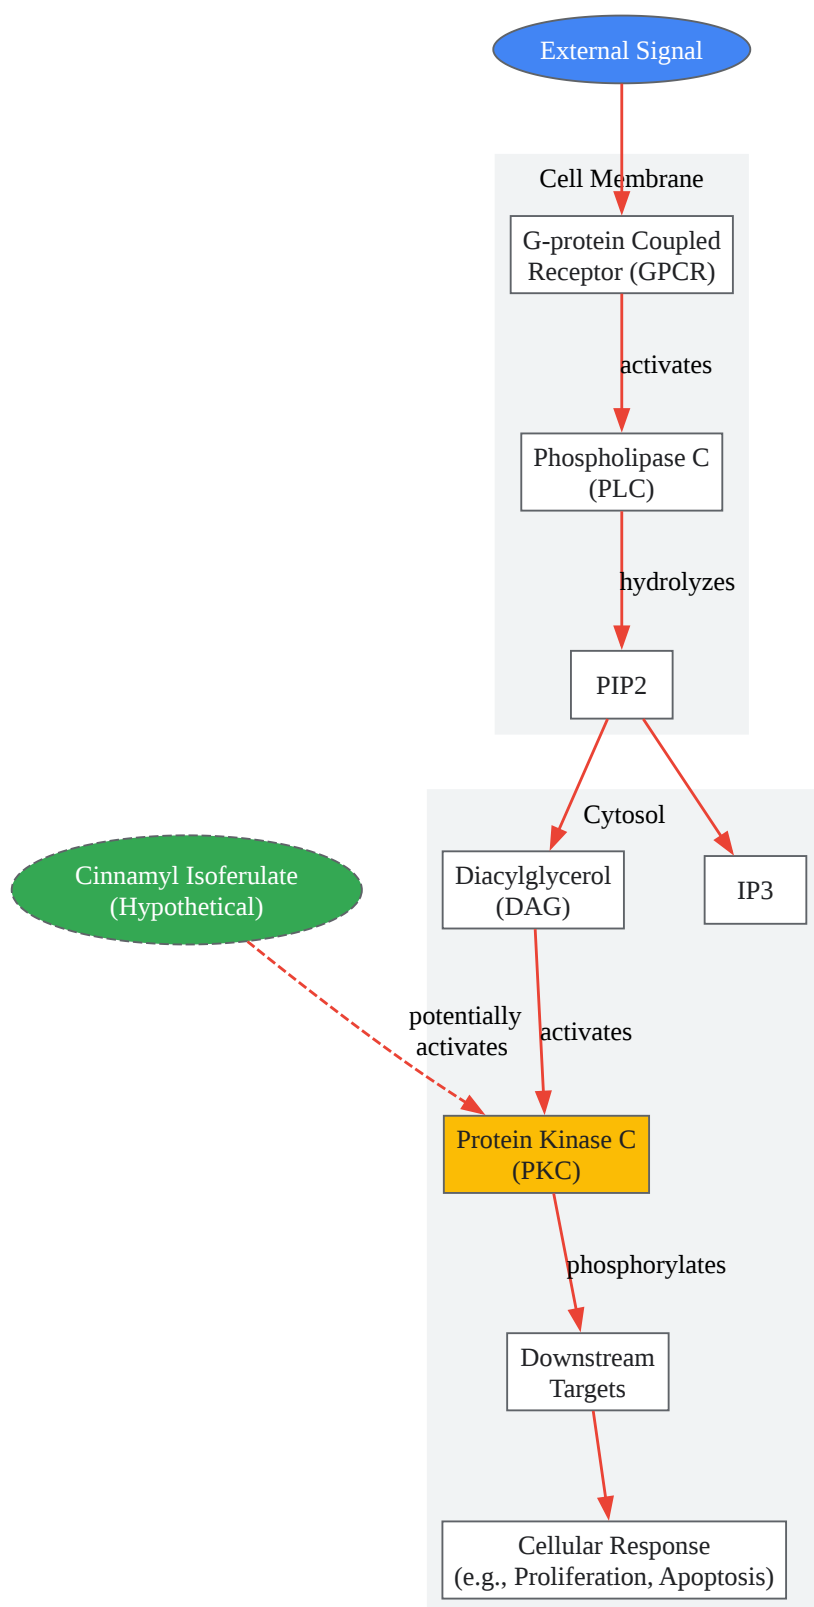 External Signal
Cell Membrane
G-protein Coupled
Receptor (GPCR)
activates
Phospholipase C
(PLC)
hydrolyzes
PIP2
Cytosol
Cinnamyl Isoferulate
(Hypothetical)
Diacylglycerol
(DAG)
IP3
potentially
activates
activates
Protein Kinase C
(PKC)
phosphorylates
Downstream
Targets
Cellular Response
(e.g., Proliferation, Apoptosis)